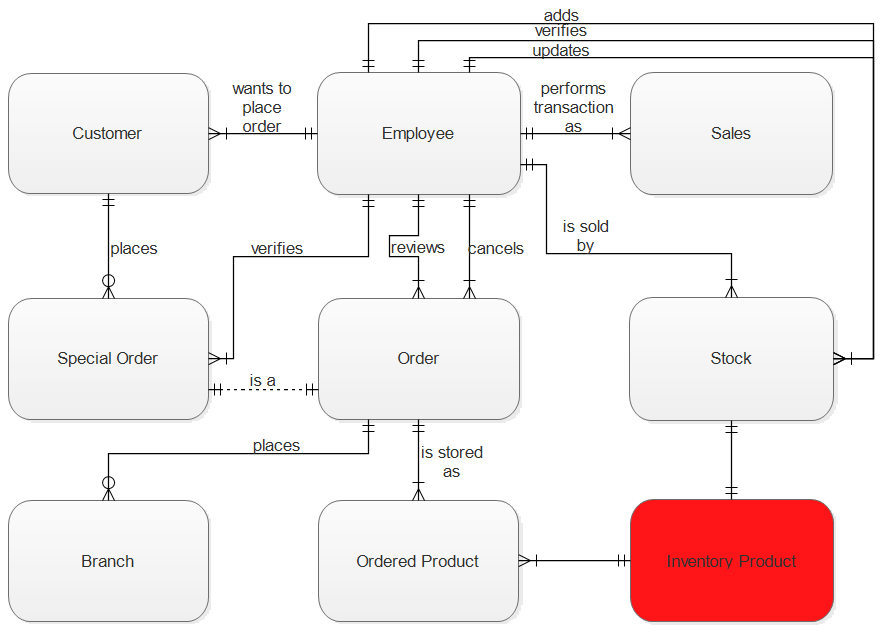 adds
verifies
updates
wants to
place
order
performs
transaction
as
Customer
Employee
Sales
is sold
by
places
verifies
reviews
cancels
Special Order
is a
Order
Stock
places
is stored
as
Branch
Ordered Product
Inventory Product